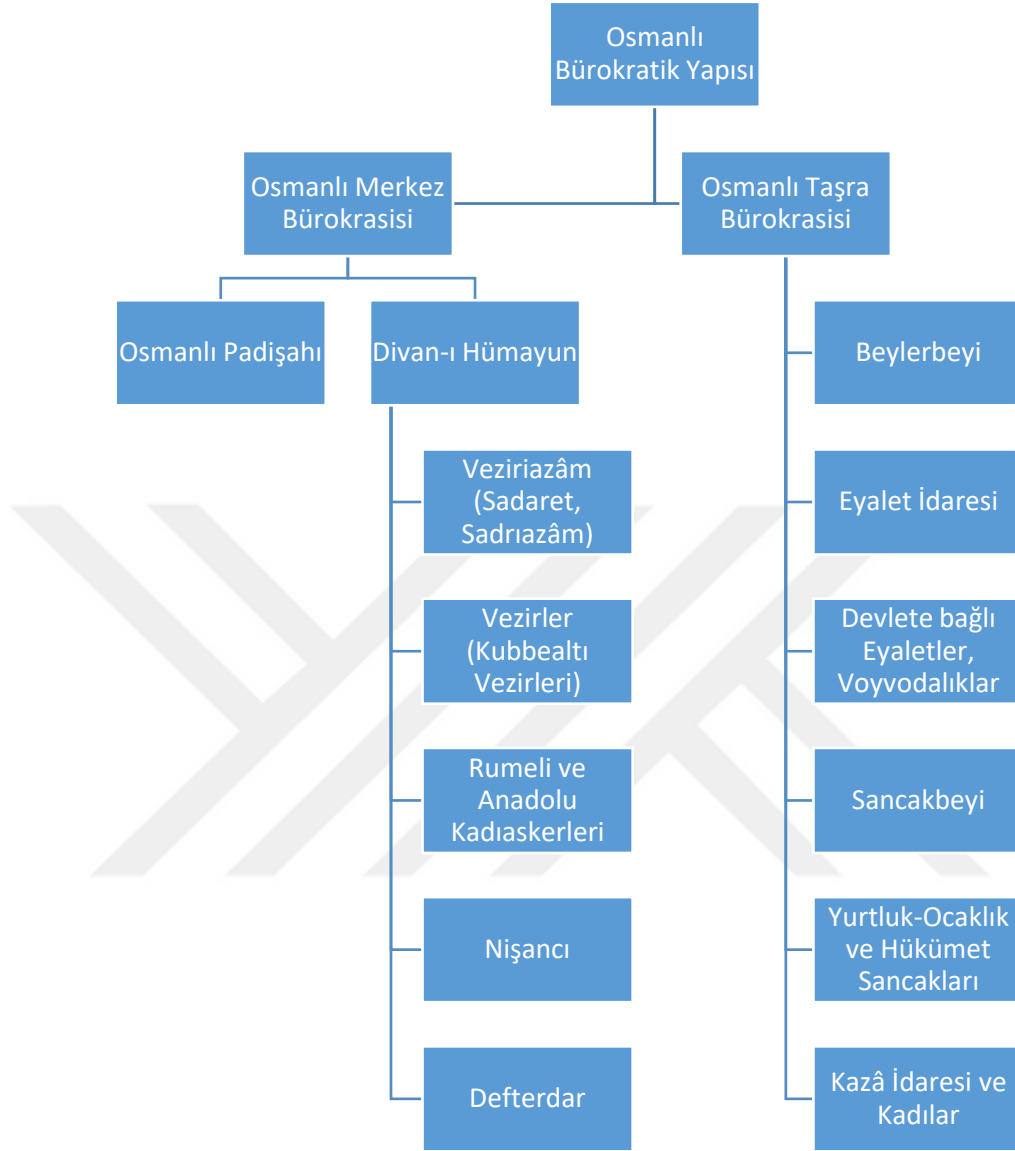 Osmanlı
Bürokratik Yapısı
Osmanlı Merkez
Bürokrasisi
Osmanlı Taşra
Bürokrasisi
Osmanlı Padişahı
Divan-ı Hümayun
Veziriazâm
(Sadaret,
Sadrıazâm)
Vezirler
(Kubbealtı
Vezirleri)
Rumeli ve
Anadolu
Kadıaskerleri
Nişancı
Defterdar
Beylerbeyi
Eyalet İdaresi
Devlete bağlı
Eyaletler,
Voyvodalıklar
Sancakbeyi
Yurtluk-Ocaklık
ve Hükümet
Sancakları
Kazâ İdaresi ve
Kadılar